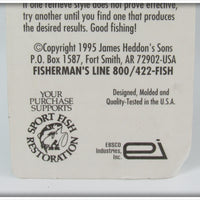 If one retrieve style does not prove effective,
try another until you find one that produces
the desired results. Good fishing!
©Copyright 1995 James Heddon's Sons
P.O. Box 1587, Fort Smith, AR 72902-USA
FISHERMAN'S LINE 800/422-FISH
YOUR
PURCHASE
SUPPORTS
SPORT FISH
RESTORATION
Designed, Molded and
Quality-Tested in the U.S.A.
EBSCO
Industries,
Inc.
ei